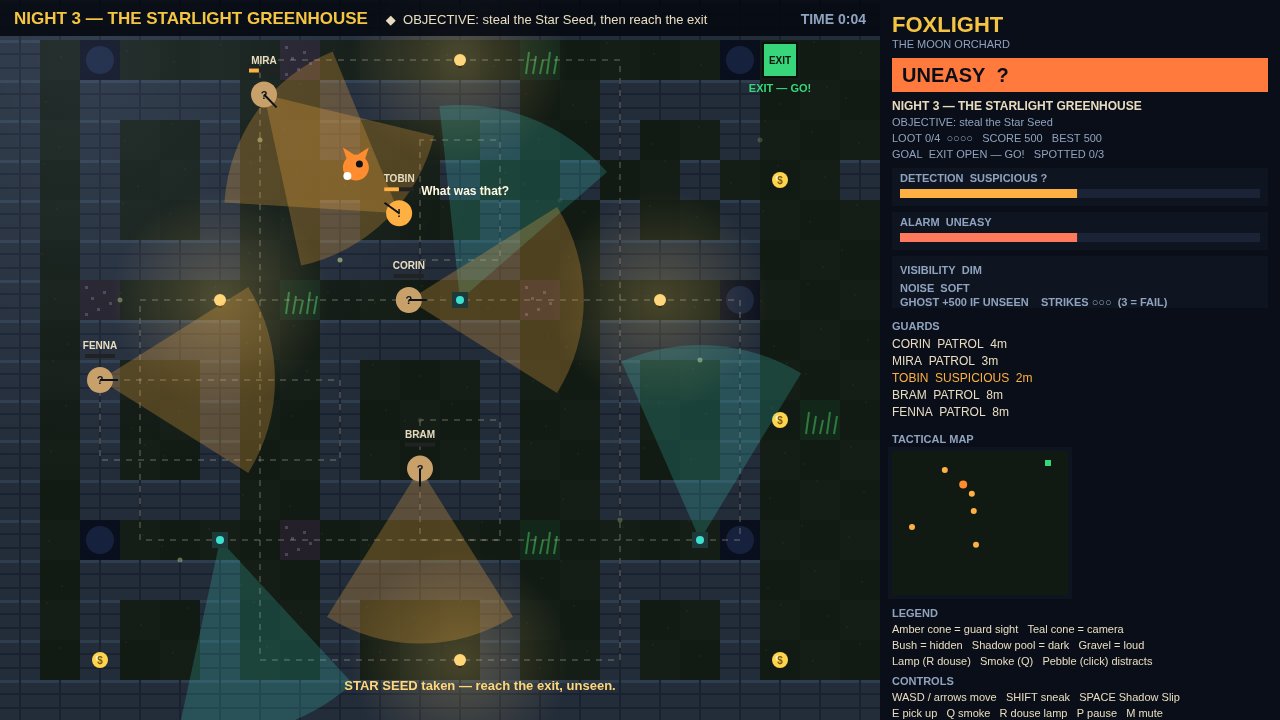 NIGHT 3 — THE STARLIGHT GREENHOUSE
◆ OBJECTIVE: steal the Star Seed, then reach the exit
TIME 0:04
MIRA
?
EXIT
EXIT — GO!
TOBIN
What was that?
!
CORIN
?
FENNA
?
BRAM
?
$
$
$
$
STAR SEED taken — reach the exit, unseen.
FOXLIGHT
THE MOON ORCHARD
UNEASY ?
NIGHT 3 — THE STARLIGHT GREENHOUSE
OBJECTIVE: steal the Star Seed
LOOT 0/4 ○○○○ SCORE 500 BEST 500
GOAL EXIT OPEN — GO! SPOTTED 0/3
DETECTION SUSPICIOUS ?
ALARM UNEASY
VISIBILITY DIM
NOISE SOFT
GHOST +500 IF UNSEEN STRIKES ○○○ (3 = FAIL)
GUARDS
CORIN PATROL 4m
MIRA PATROL 3m
TOBIN SUSPICIOUS 2m
BRAM PATROL 8m
FENNA PATROL 8m
TACTICAL MAP
LEGEND
Amber cone = guard sight Teal cone = camera
Bush = hidden Shadow pool = dark Gravel = loud
Lamp (R douse) Smoke (Q) Pebble (click) distracts
CONTROLS
WASD / arrows move SHIFT sneak SPACE Shadow Slip
E pick up Q smoke R douse lamp P pause M mute